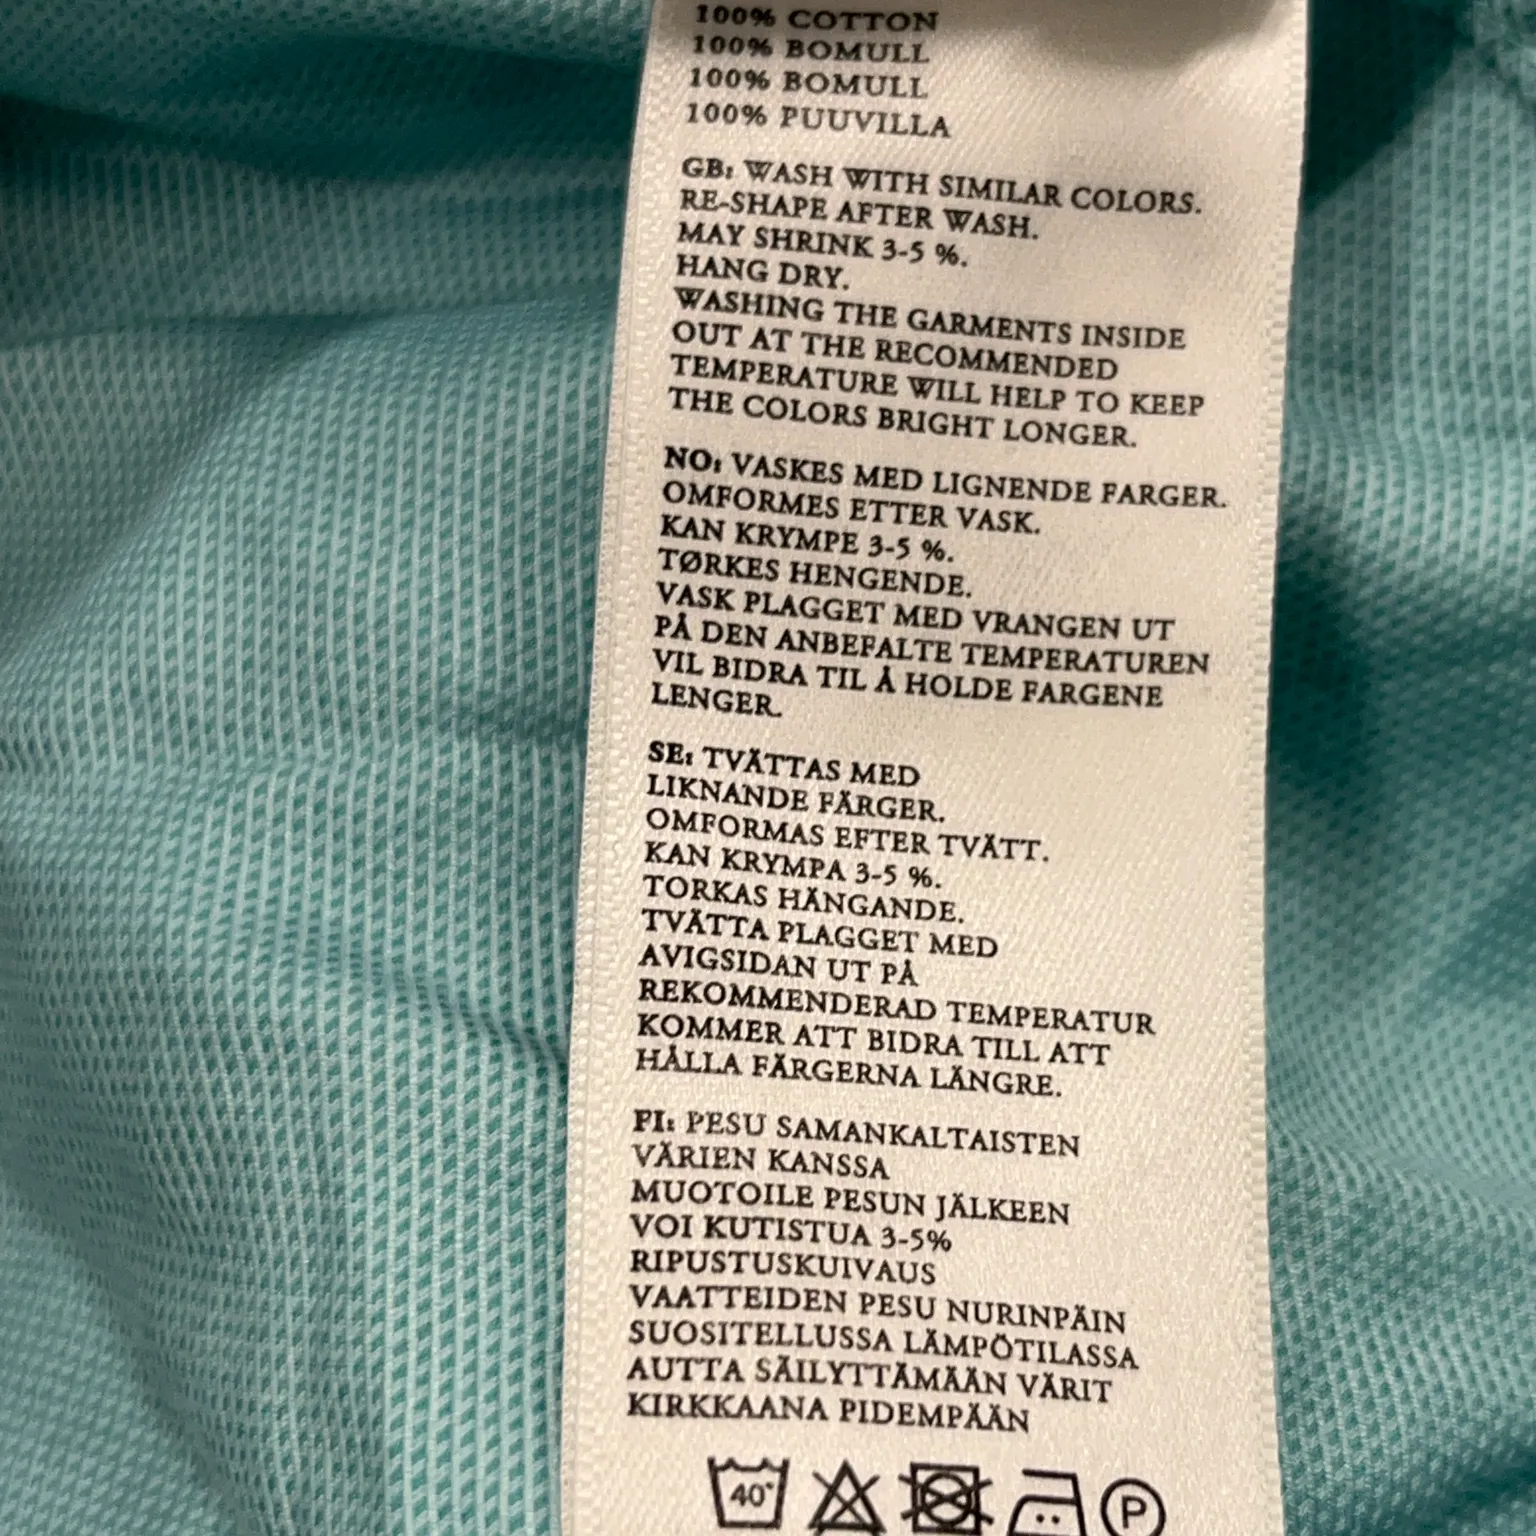 100% COTTON
100% BOMULL
100% BOMULL
100% PUUVILLA
GB: WASH WITH SIMILAR COLORS.
RE-SHAPE AFTER WASH.
MAY SHRINK 3-5 %.
HANG DRY.
WASHING THE GARMENTS INSIDE
OUT AT THE RECOMMENDED
TEMPERATURE WILL HELP TO KEEP
THE COLORS BRIGHT LONGER.
NO: VASKES MED LIGNENDE FARGER.
OMFORMES ETTER VASK.
KAN KRYMPE 3-5 %.
TØRKES HENGENDE.
VASK PLAGGET MED VRANGEN UT
PÅ DEN ANBEFALTE TEMPERATUREN
VIL BIDRA TIL Å HOLDE FARGENE
LENGER.
SE: TVÄTTAS MED
LIKNANDE FÄRGER.
OMFORMAS EFTER TVÄTT.
KAN KRYMPA 3-5 %.
TORKAS HÄNGANDE.
TVÄTTA PLAGGET MED
AVIGSIDAN UT PÅ
REKOMMENDERAD TEMPERATUR
KOMMER ATT BIDRA TILL ATT
HÅLLA FÄRGERNA LÄNGRE.
FI: PESU SAMANKALTAISTEN
VÄRIEN KANSSA
MUOTOILE PESUN JÄLKEEN
VOI KUTISTUA 3-5%
RIPUSTUSKUIVAUS
VAATTEIDEN PESU NURINPÄIN
SUOSITELLUSSA LÄMPÖTILASSA
AUTTA SÄILYTTÄMÄÄN VÄRIT
KIRKKAANA PIDEMPÄÄN
40° P